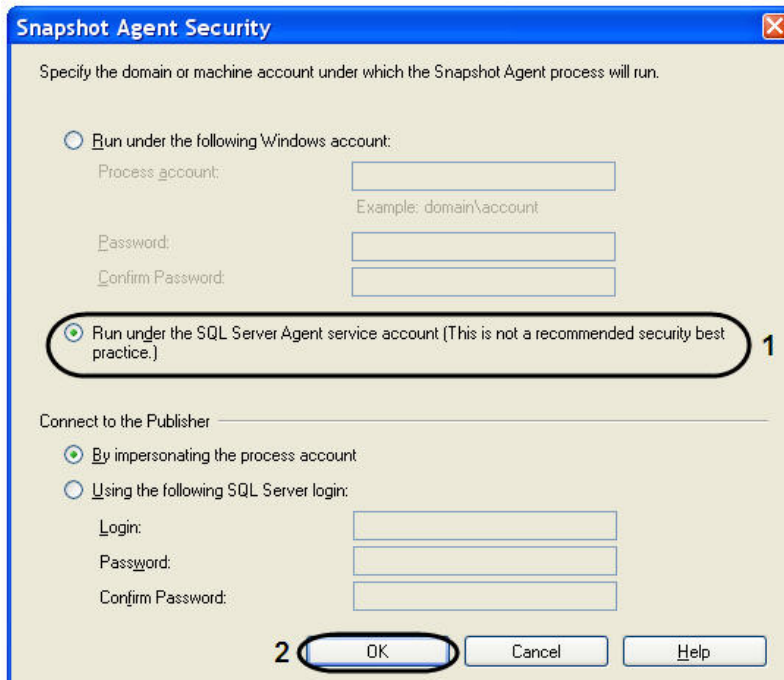 Snapshot Agent Security
Specify the domain or machine account under which the Snapshot Agent process will run.
Run under the following Windows account:
Process account:
Example: domain\account
Password:
Confirm Password:
Run under the SQL Server Agent service account (This is not a recommended security best
practice.)
1
Connect to the Publisher
By impersonating the process account
Using the following SQL Server login:
Login:
Password:
Confirm Password:
2
OK
Cancel
Help